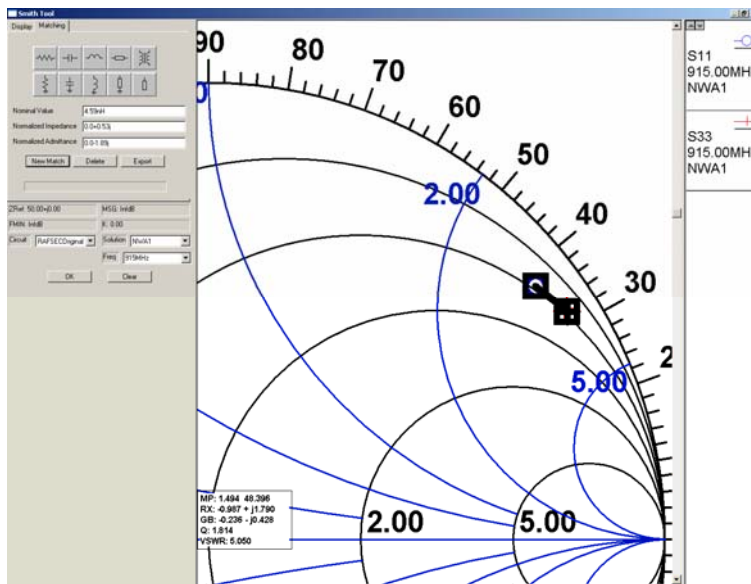 Smith Tool
Display Matching
Nominal Value 4.59nH
Normalized Impedance 0.0+0.53j
Normalized Admittance 0.0-1.89j
New Match Delete Export
ZRef: 50.00+j0.00 MSG: InfdB
FMIN: InfdB K: 0.00
Circuit RAFSECOriginal Solution NWA1
Freq 915MHz
OK Clear
90
80
70
60
50
40
30
2.00
5.00
2.00
5.00
MP: 1.494 48.396
RX: -0.987 + j1.790
GB: -0.236 - j0.428
Q: 1.814
VSWR: 5.050
S11
915.00MH
NWA1
S33
915.00MH
NWA1